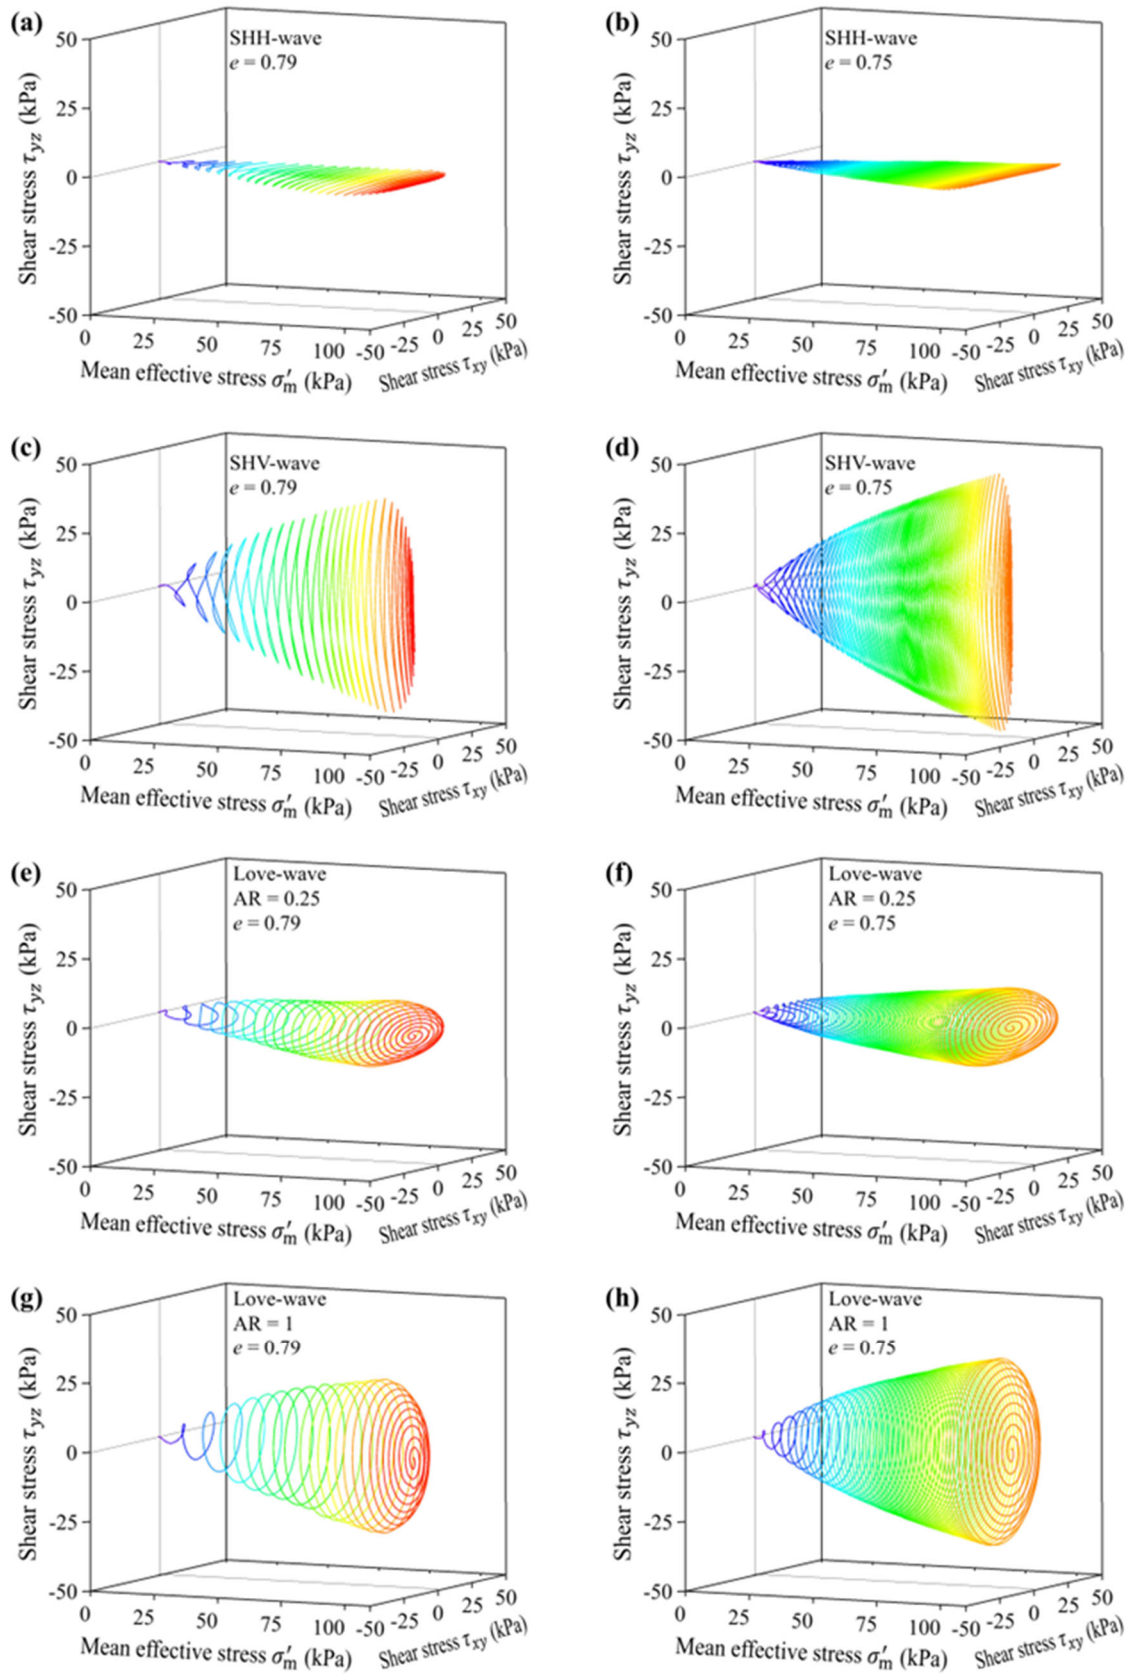 (a)
SHH-wave
e = 0.79
50
25
0
-25
-50
Shear stress τyz (kPa)
0 25 50 75 100
Mean effective stress σ′m (kPa)
-50 -25 0 25 50
Shear stress τxy (kPa)
(b)
SHH-wave
e = 0.75
50
25
0
-25
-50
Shear stress τyz (kPa)
0 25 50 75 100
Mean effective stress σ′m (kPa)
-50 -25 0 25 50
Shear stress τxy (kPa)
(c)
SHV-wave
e = 0.79
50
25
0
-25
-50
Shear stress τyz (kPa)
0 25 50 75 100
Mean effective stress σ′m (kPa)
-50 -25 0 25 50
Shear stress τxy (kPa)
(d)
SHV-wave
e = 0.75
50
25
0
-25
-50
Shear stress τyz (kPa)
0 25 50 75 100
Mean effective stress σ′m (kPa)
-50 -25 0 25 50
Shear stress τxy (kPa)
(e)
Love-wave
AR = 0.25
e = 0.79
50
25
0
-25
-50
Shear stress τyz (kPa)
0 25 50 75 100
Mean effective stress σ′m (kPa)
-50 -25 0 25 50
Shear stress τxy (kPa)
(f)
Love-wave
AR = 0.25
e = 0.75
50
25
0
-25
-50
Shear stress τyz (kPa)
0 25 50 75 100
Mean effective stress σ′m (kPa)
-50 -25 0 25 50
Shear stress τxy (kPa)
(g)
Love-wave
AR = 1
e = 0.79
50
25
0
-25
-50
Shear stress τyz (kPa)
0 25 50 75 100
Mean effective stress σ′m (kPa)
-50 -25 0 25 50
Shear stress τxy (kPa)
(h)
Love-wave
AR = 1
e = 0.75
50
25
0
-25
-50
Shear stress τyz (kPa)
0 25 50 75 100
Mean effective stress σ′m (kPa)
-50 -25 0 25 50
Shear stress τxy (kPa)